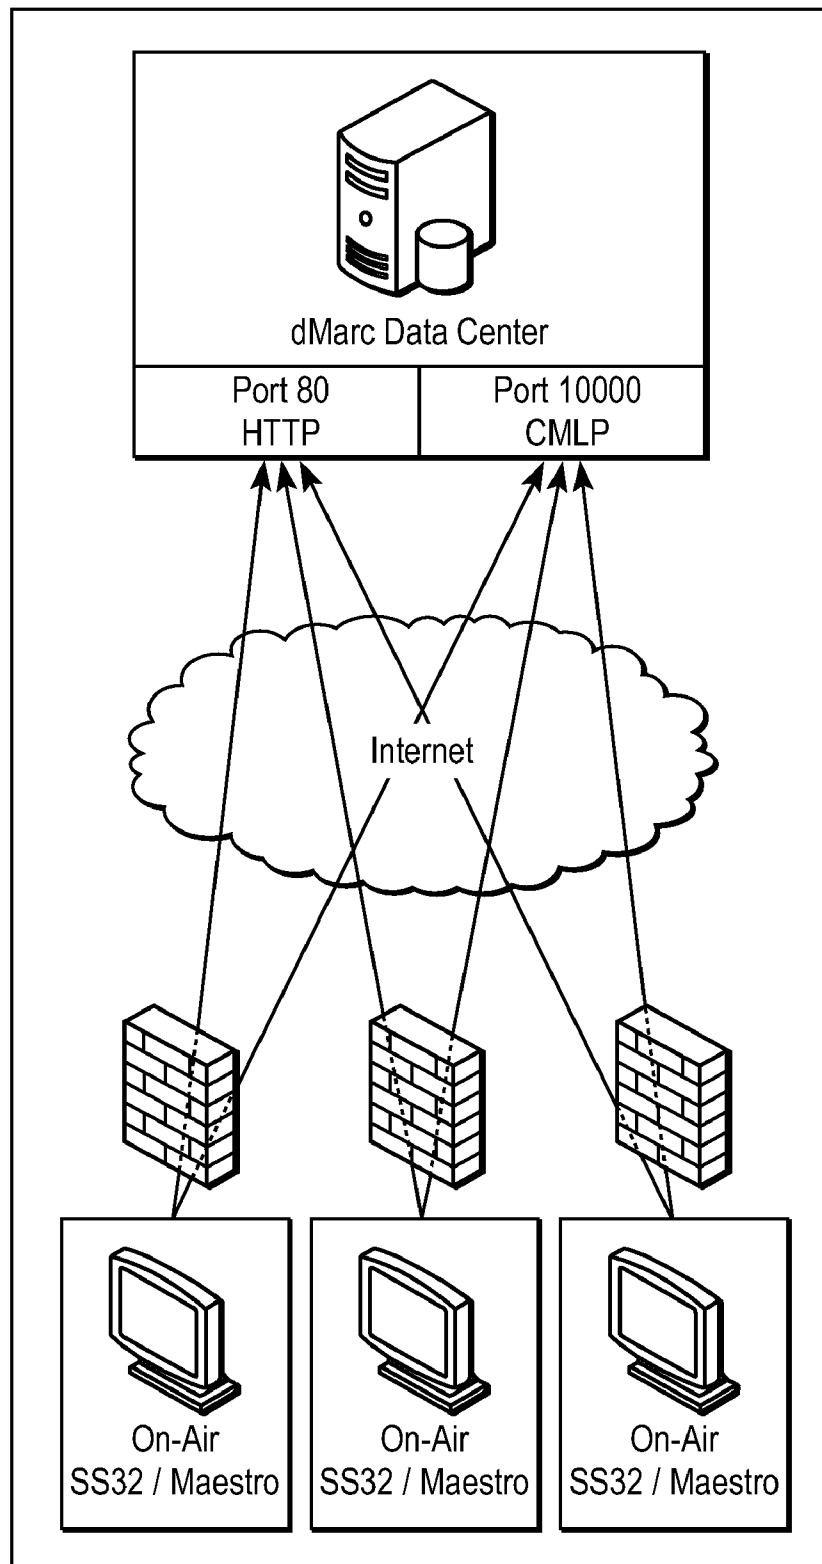 dMarc Data Center
Port 80
HTTP
Port 10000
CMLP
Internet
On-Air
SS32 / Maestro
On-Air
SS32 / Maestro
On-Air
SS32 / Maestro